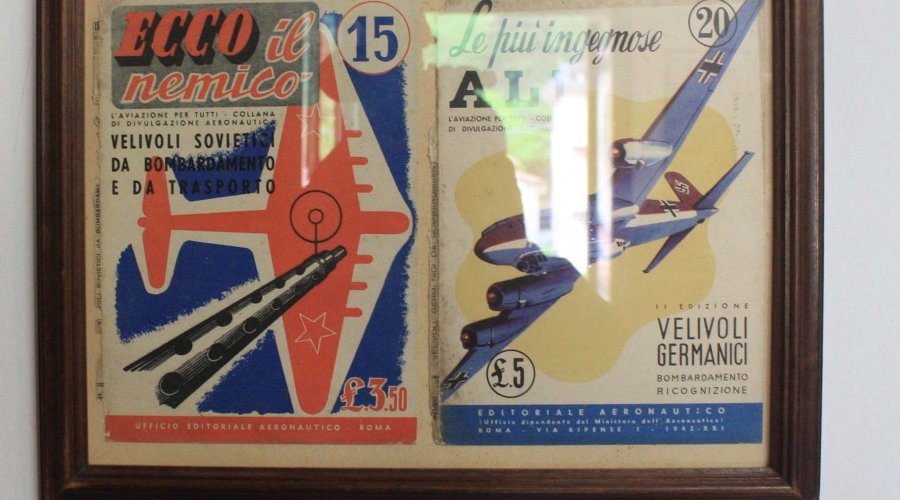 ECCO il
nemico
15
L'AVIAZIONE PER TUTTI - COLLANA
DI DIVULGAZIONE AERONAUTICA
VELIVOLI SOVIETICI
DA BOMBARDAMENTO
E DA TRASPORTO
£.3.50
UFFICIO EDITORIALE AERONAUTICO - ROMA
Le più ingegnose
20
L'AVIAZIONE PER TUTTI
DI DIVULGAZIONE
II EDIZIONE
VELIVOLI
GERMANICI
BOMBARDAMENTO
RICOGNIZIONE
£.5
EDITORIALE AERONAUTICO
(Ufficio dipendente dal Ministero dell'Aeronautica)
ROMA - VIA RIPENSE 1 - 1942-XXI